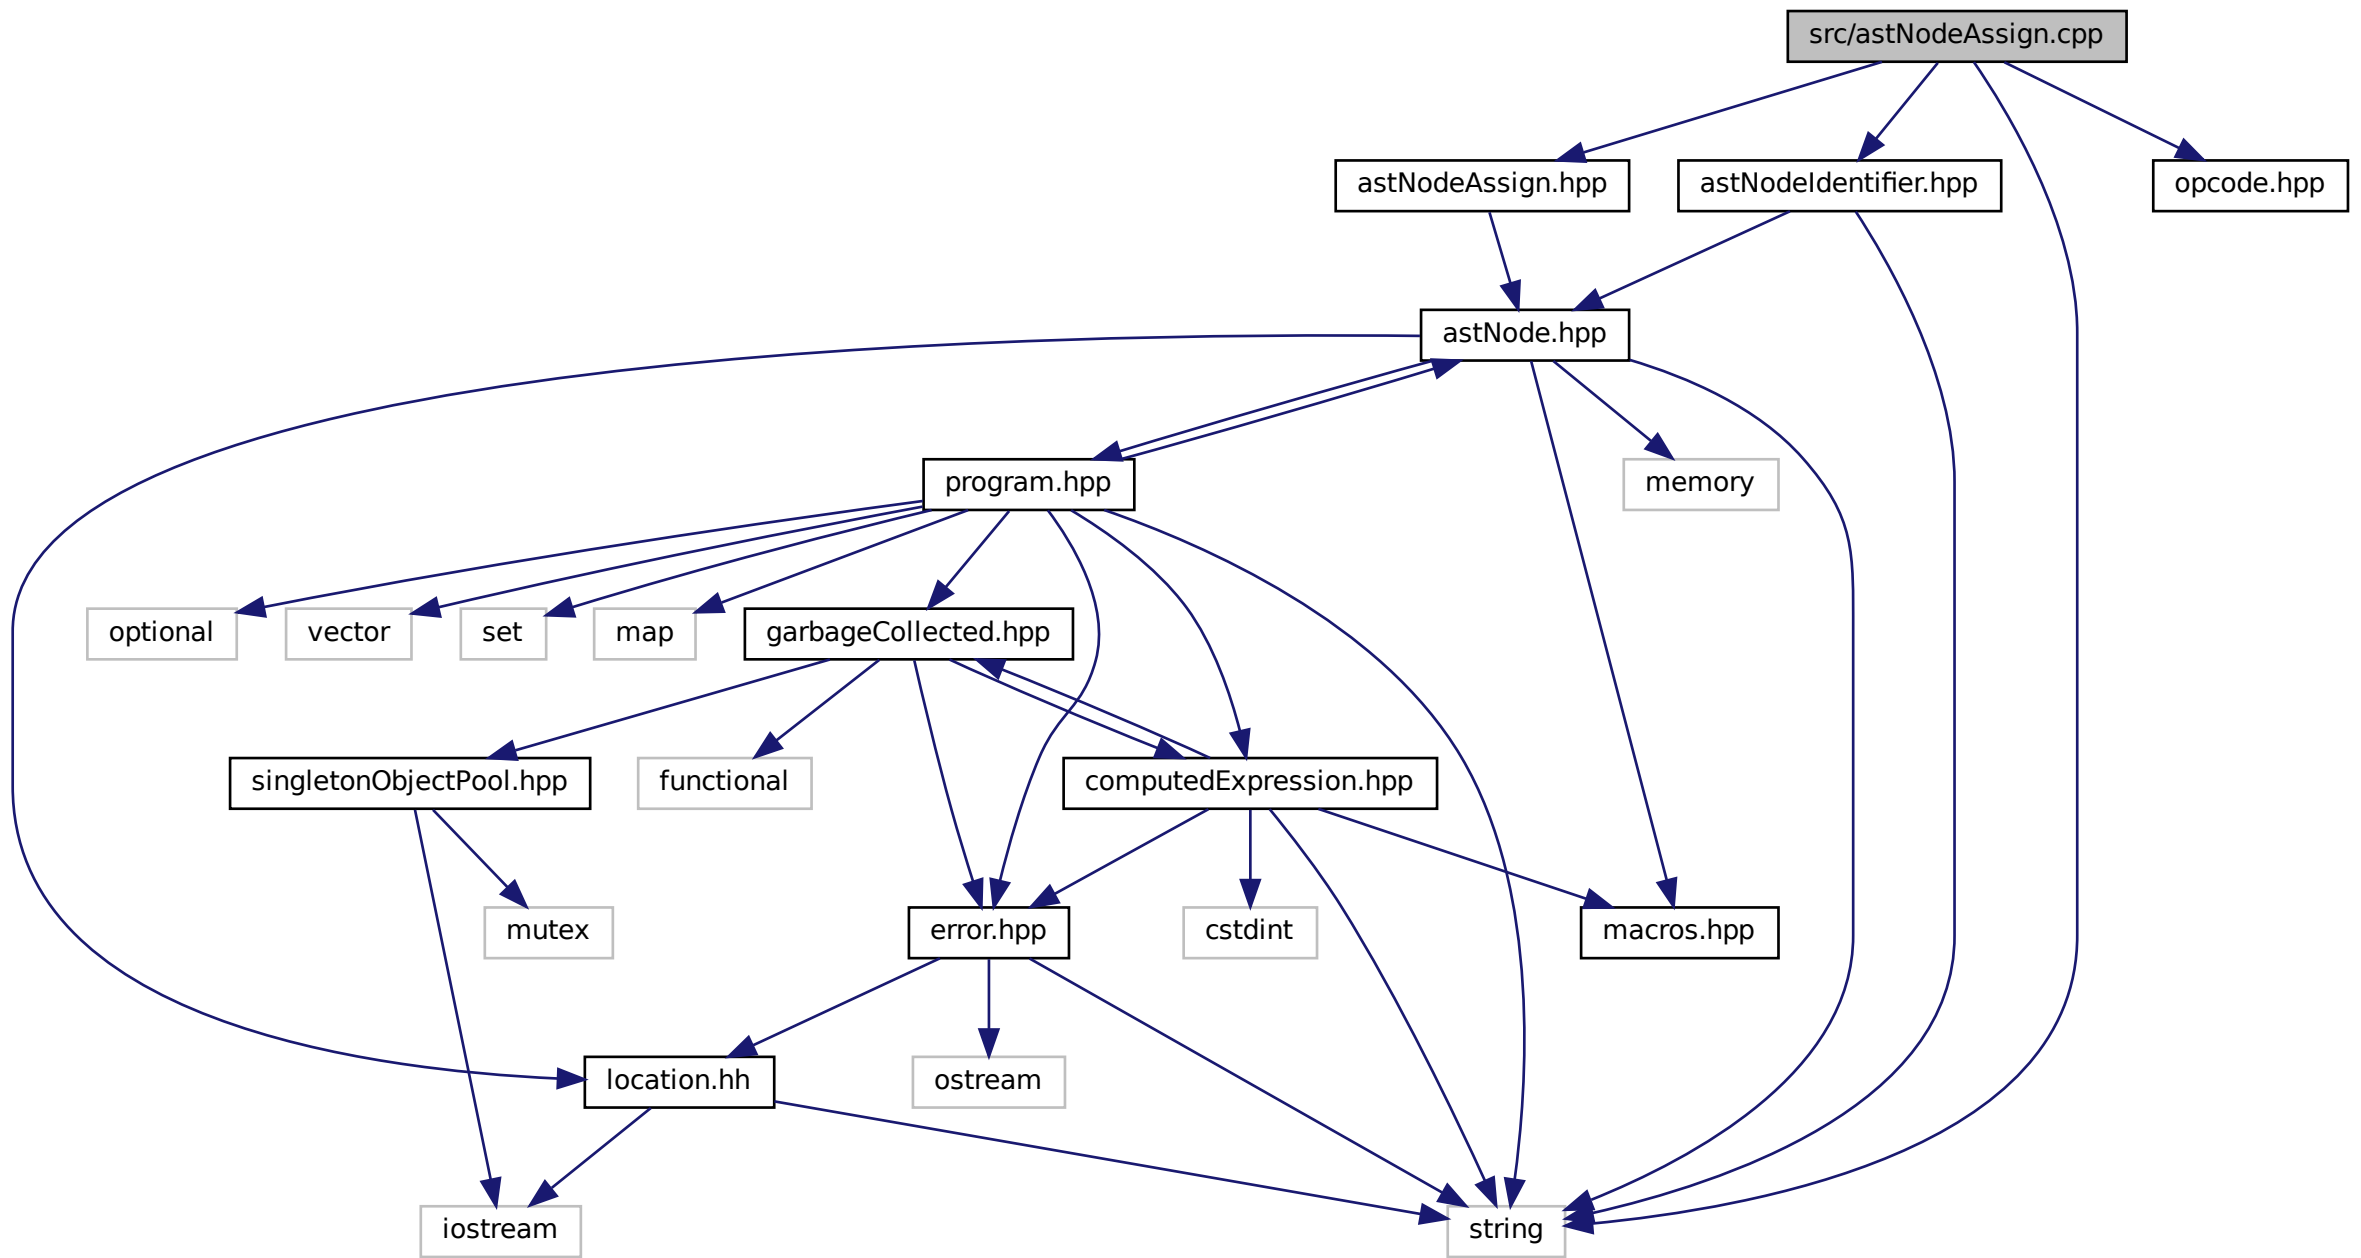 src/astNodeAssign.cpp
astNodeAssign.hpp
astNodeIdentifier.hpp
opcode.hpp
astNode.hpp
program.hpp
memory
optional
vector
set
map
garbageCollected.hpp
singletonObjectPool.hpp
functional
computedExpression.hpp
mutex
error.hpp
cstdint
macros.hpp
location.hh
ostream
iostream
string